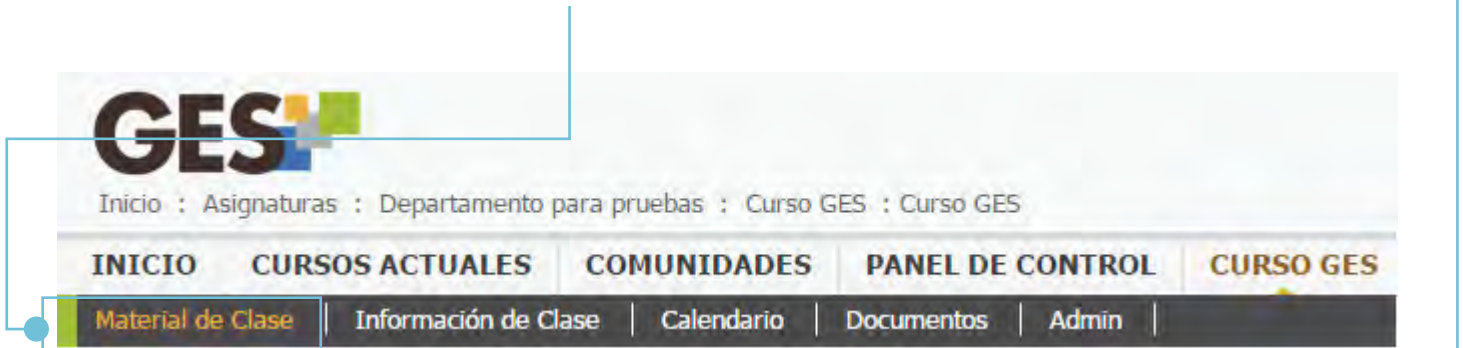 GES
Inicio : Asignaturas : Departamento para pruebas : Curso GES : Curso GES
INICIO CURSOS ACTUALES COMUNIDADES PANEL DE CONTROL CURSO GES
Material de Clase | Información de Clase | Calendario | Documentos | Admin |